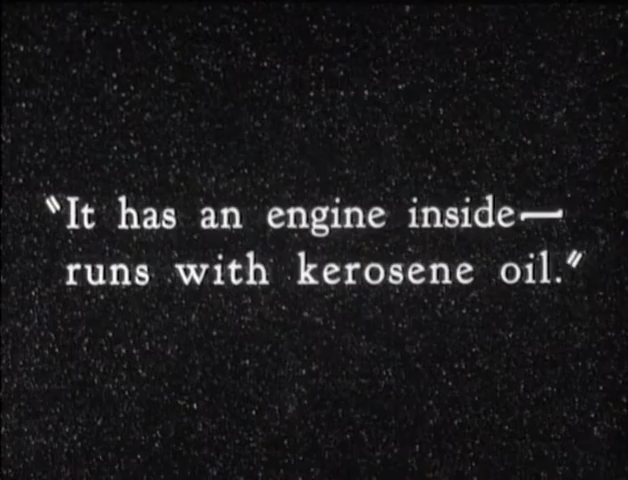 "It has an engine inside—
runs with kerosene oil."